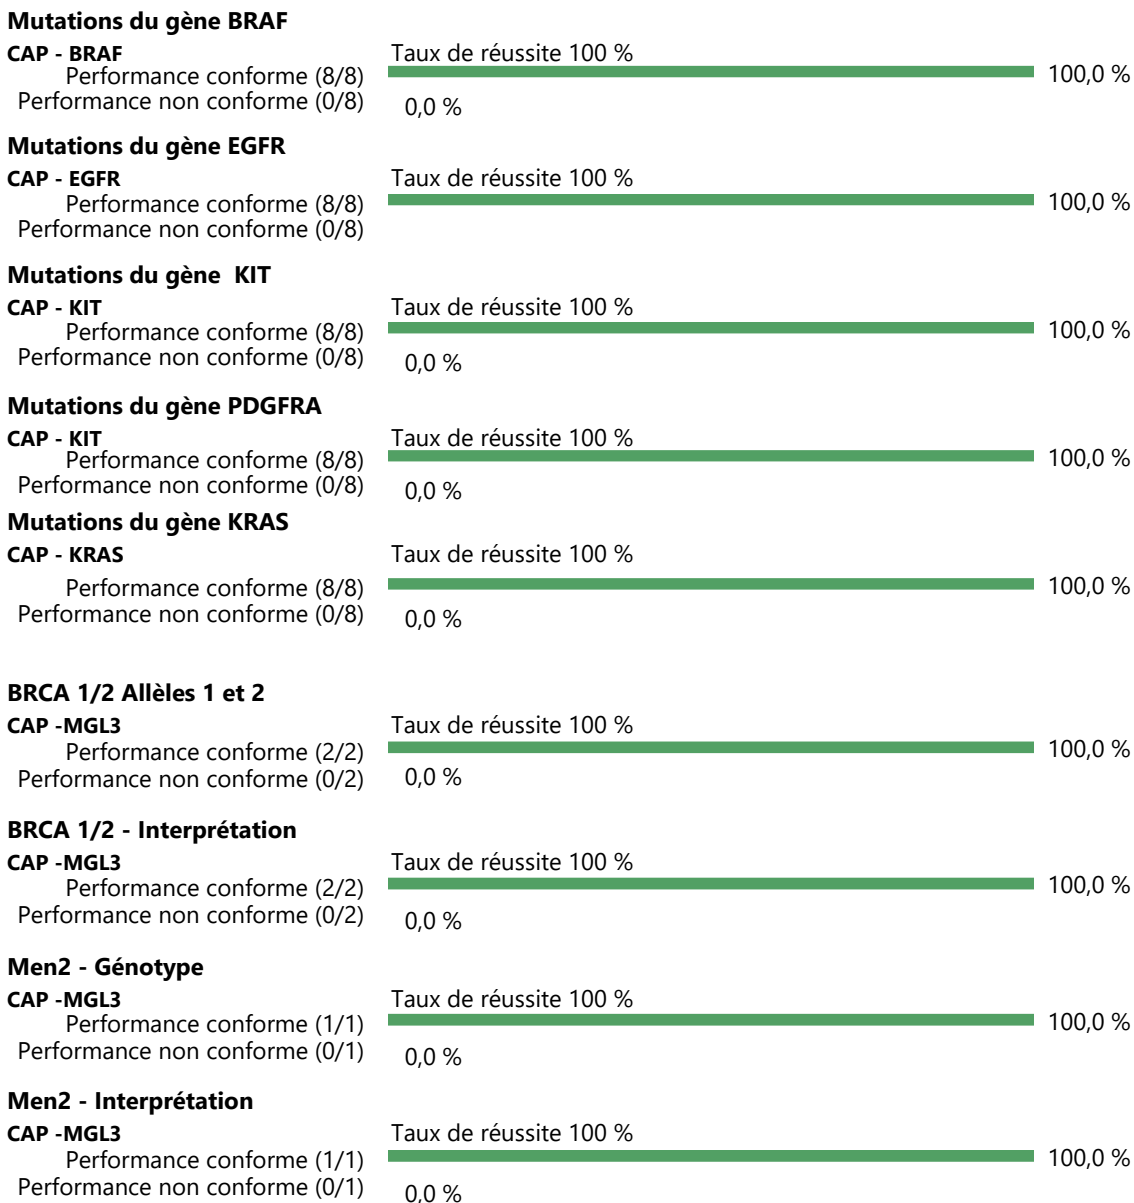 Mutations du gène BRAF
CAP - BRAF Taux de réussite 100 %
Performance conforme (8/8) 100,0 %
Performance non conforme (0/8) 0,0 %
Mutations du gène EGFR
CAP - EGFR Taux de réussite 100 %
Performance conforme (8/8) 100,0 %
Performance non conforme (0/8)
Mutations du gène  KIT
CAP - KIT Taux de réussite 100 %
Performance conforme (8/8) 100,0 %
Performance non conforme (0/8) 0,0 %
Mutations du gène PDGFRA
CAP - KIT Taux de réussite 100 %
Performance conforme (8/8) 100,0 %
Performance non conforme (0/8) 0,0 %
Mutations du gène KRAS
CAP - KRAS Taux de réussite 100 %
Performance conforme (8/8) 100,0 %
Performance non conforme (0/8) 0,0 %
BRCA 1/2 Allèles 1 et 2
CAP -MGL3 Taux de réussite 100 %
Performance conforme (2/2) 100,0 %
Performance non conforme (0/2) 0,0 %
BRCA 1/2 - Interprétation
CAP -MGL3 Taux de réussite 100 %
Performance conforme (2/2) 100,0 %
Performance non conforme (0/2) 0,0 %
Men2 - Génotype
CAP -MGL3 Taux de réussite 100 %
Performance conforme (1/1) 100,0 %
Performance non conforme (0/1) 0,0 %
Men2 - Interprétation
CAP -MGL3 Taux de réussite 100 %
Performance conforme (1/1) 100,0 %
Performance non conforme (0/1) 0,0 %